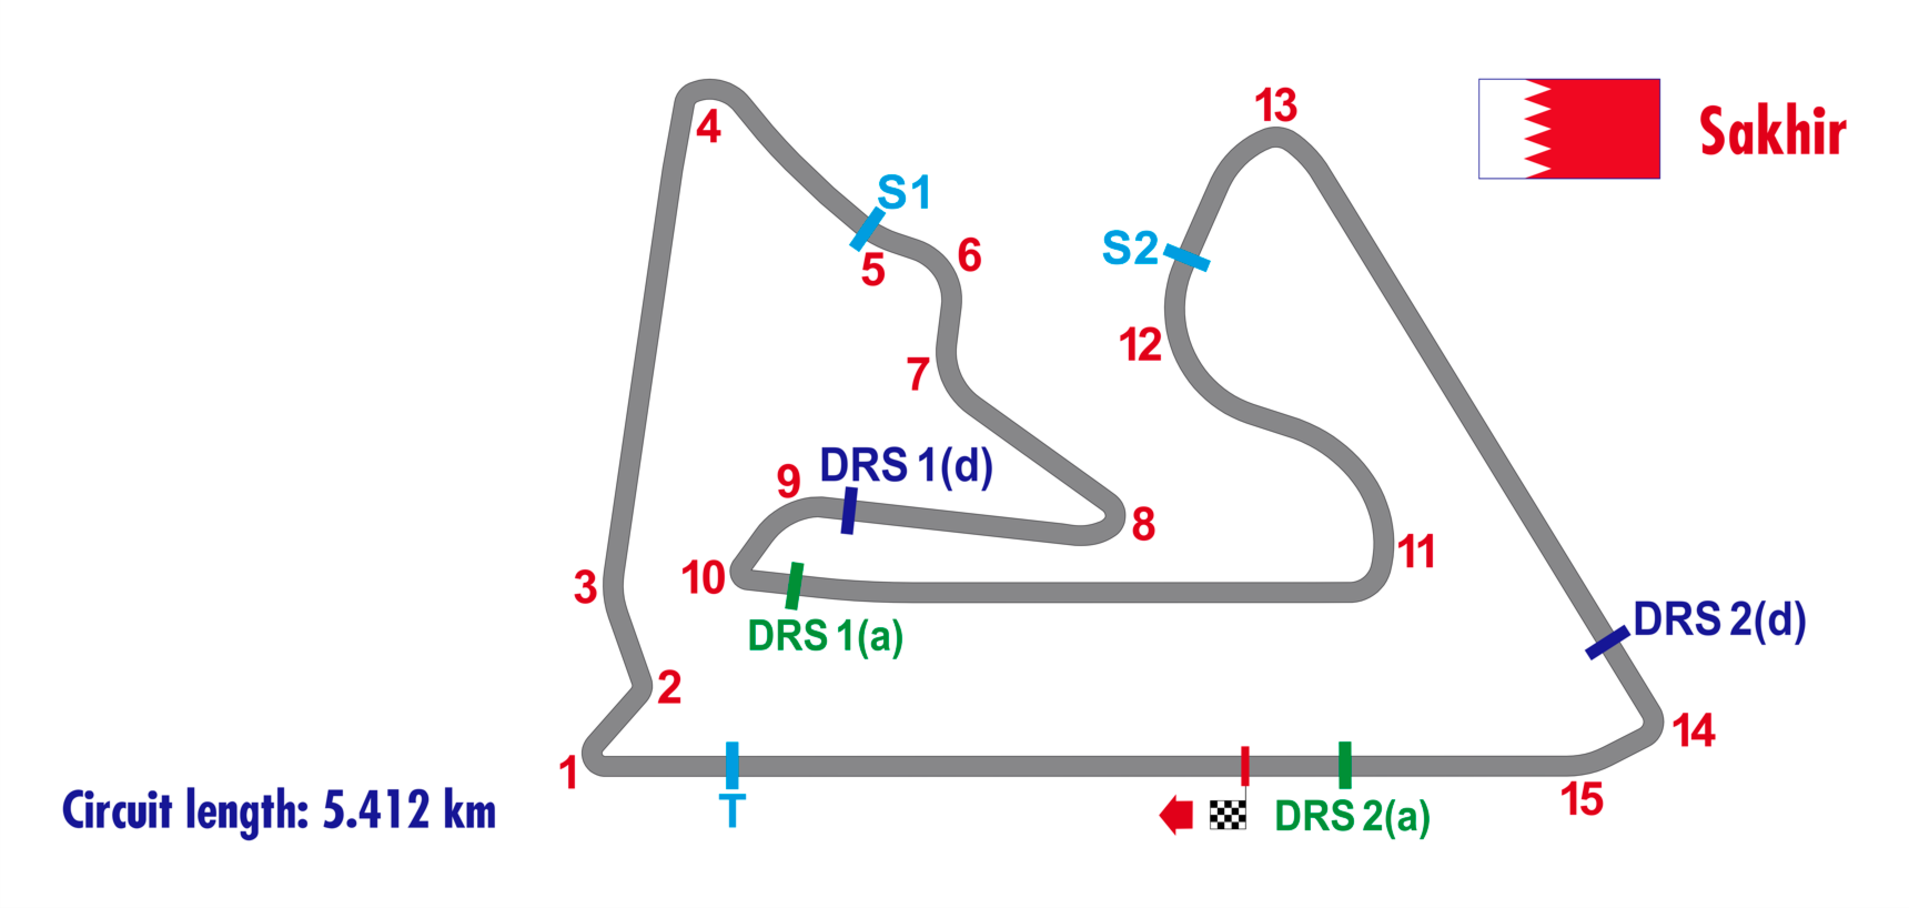 Sakhir
13
4
S1
6
5
S2
12
7
DRS 1(d)
9
8
11
10
3
DRS 1(a)
DRS 2(d)
2
14
1
15
T
DRS 2(a)
Circuit length: 5.412 km